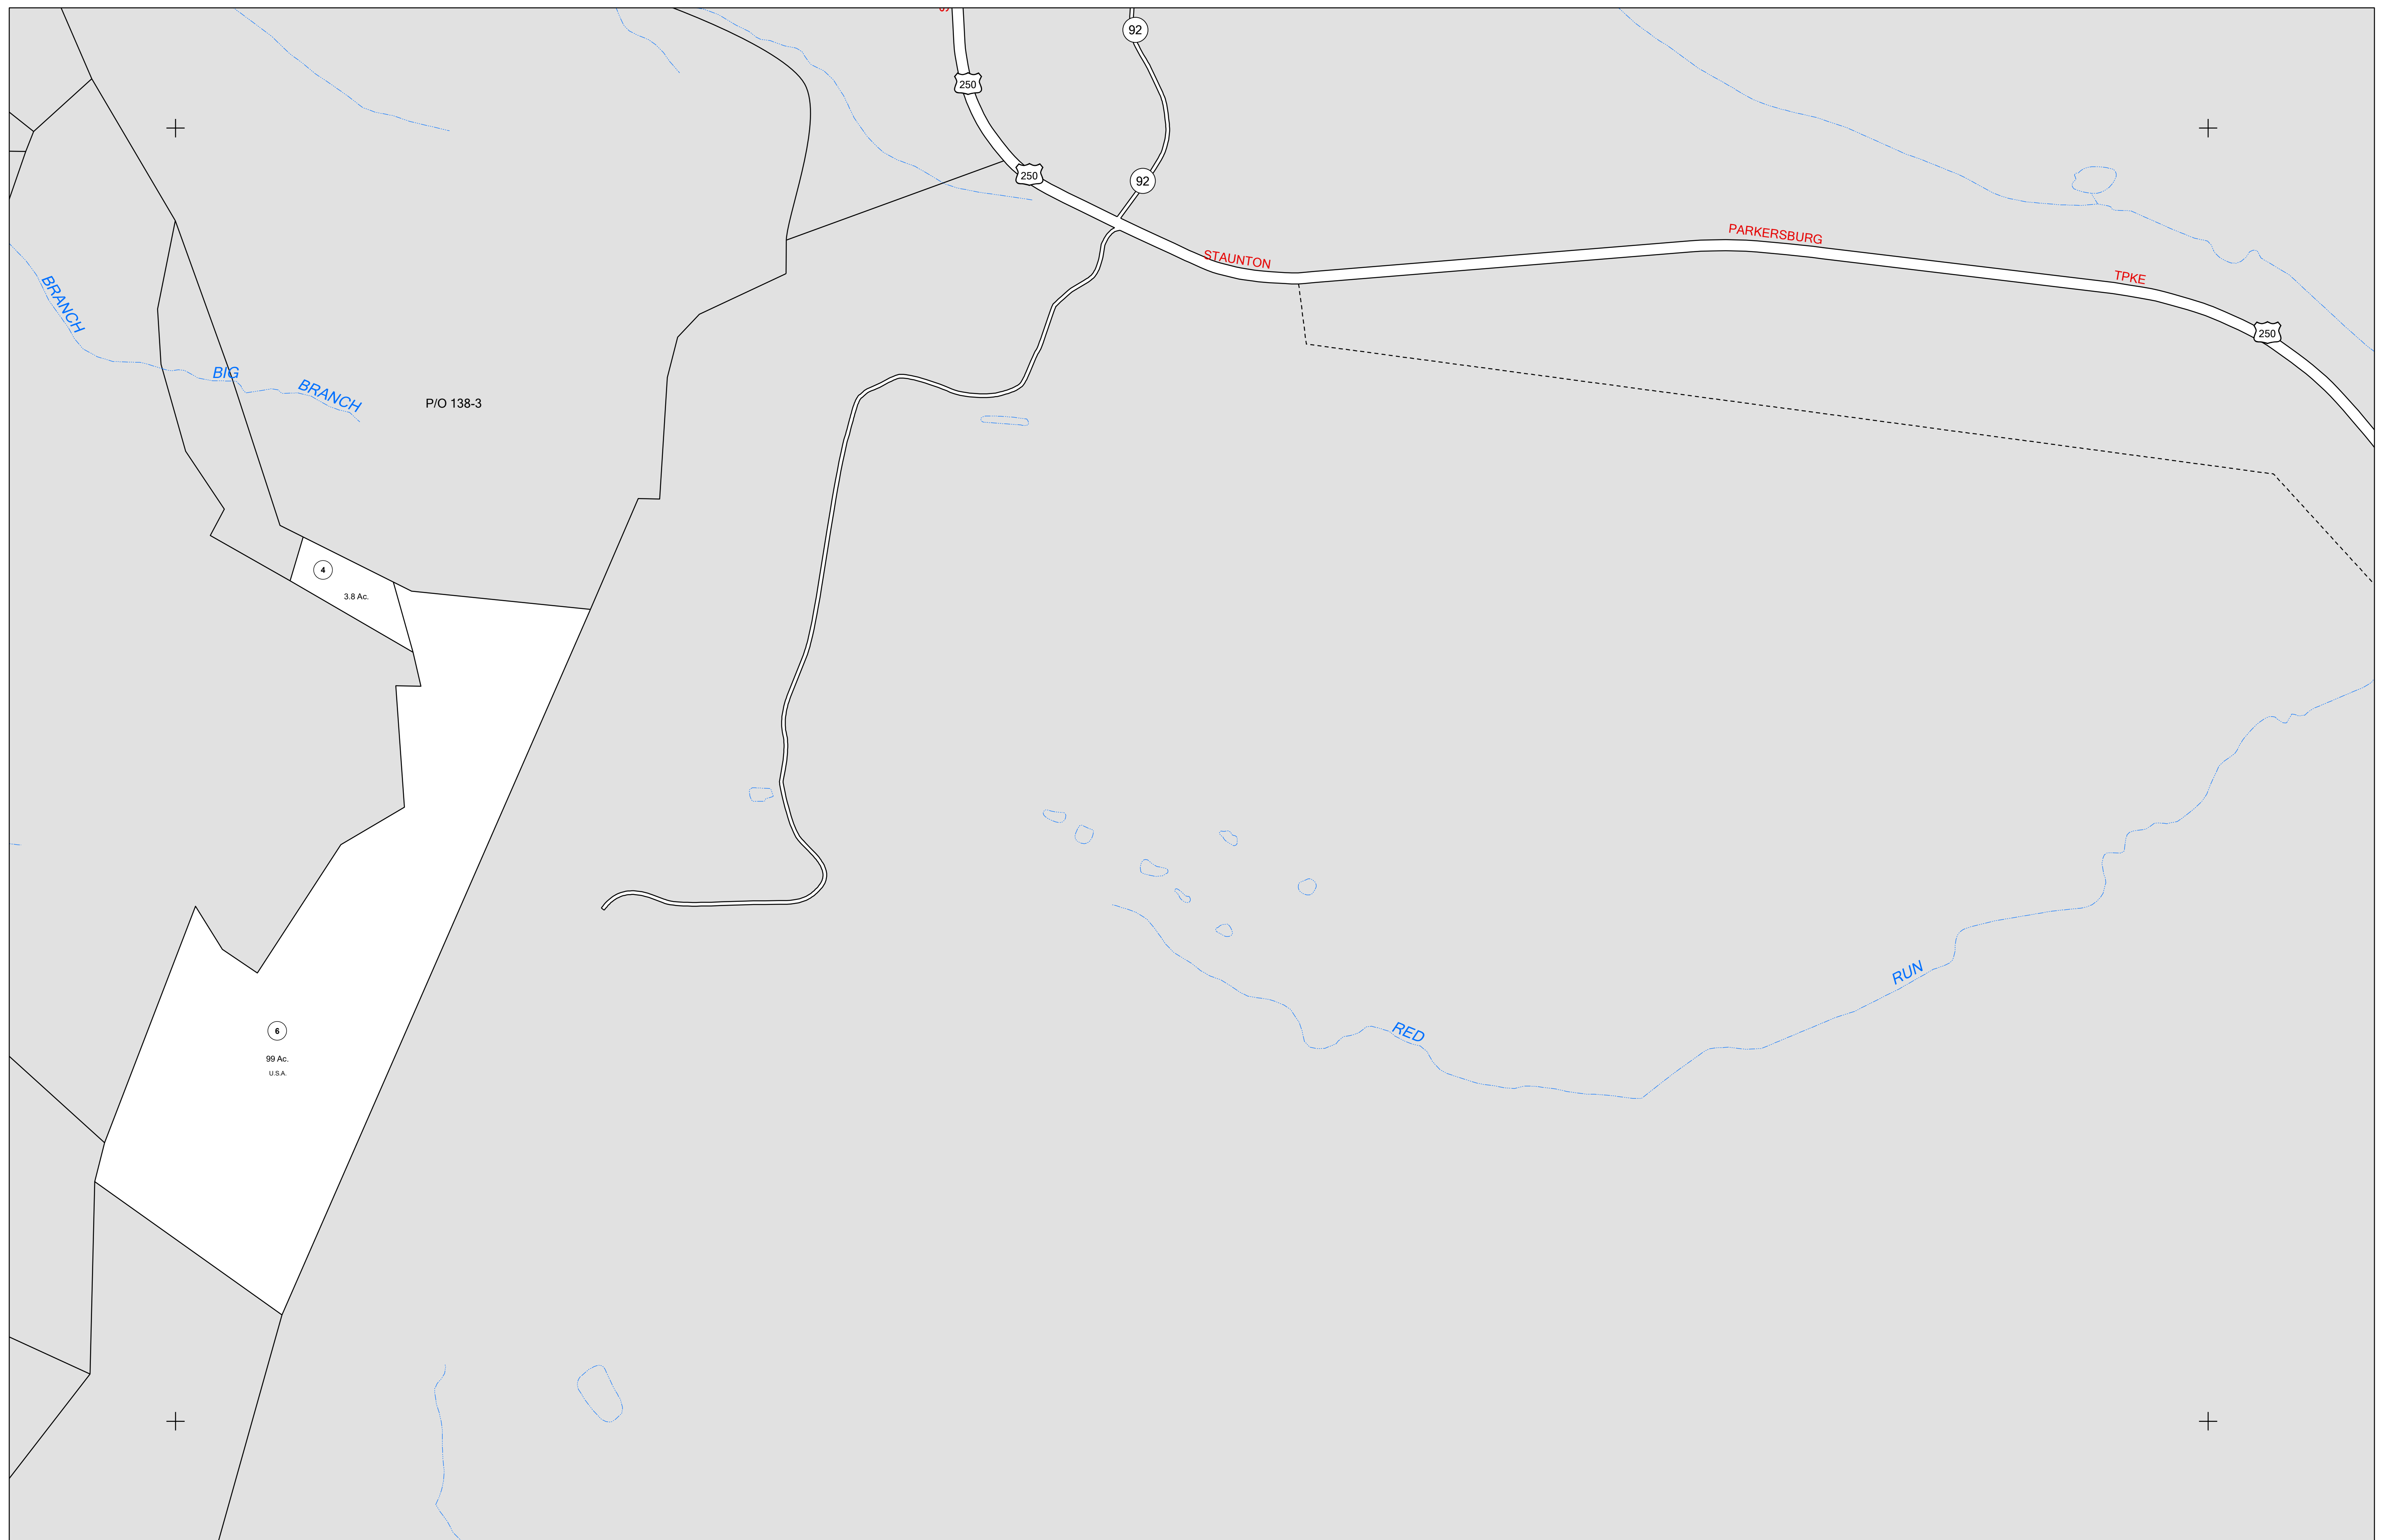 92
250
250
92
STAUNTON
PARKERSBURG
TPKE
250
BRANCH
BIG
BRANCH
P/O 138-3
4
3.8 Ac.
RUN
RED
6
99 Ac.
U.S.A.